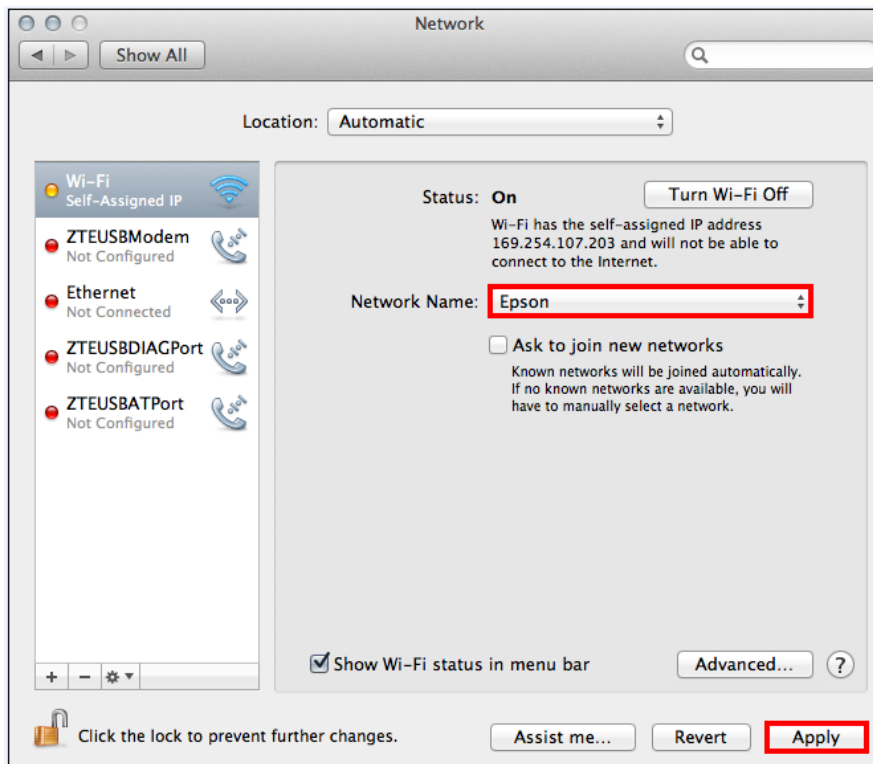 Network
Show All
Location: Automatic
Wi-Fi
Self-Assigned IP
ZTEUSBModem
Not Configured
Ethernet
Not Connected
ZTEUSBDIAGPort
Not Configured
ZTEUSBATPort
Not Configured
Status: On Turn Wi-Fi Off
Wi-Fi has the self-assigned IP address
169.254.107.203 and will not be able to
connect to the Internet.
Network Name: Epson
Ask to join new networks
Known networks will be joined automatically.
If no known networks are available, you will
have to manually select a network.
Show Wi-Fi status in menu bar Advanced... ?
Click the lock to prevent further changes. Assist me... Revert Apply